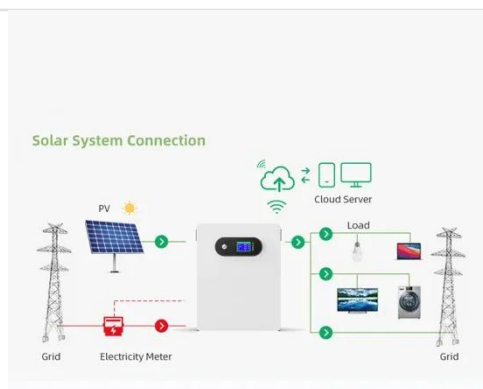 Solar System Connection
Cloud Server
PV
Load
Grid
Electricity Meter
Grid